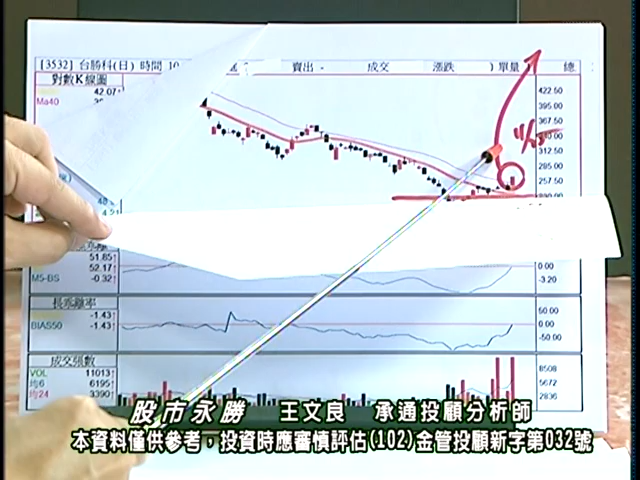 [3532] 台勝科(日) 時間 10 賣出 - 成交 漲跌 ) 單量 總
對數K線圖
42.07↑
Ma40
422.50
395.00
367.50
340.00
312.50
285.00
257.50
11/25
51.85↑
52.17↑
M5-BS -0.32↑
0.00
-3.20
長乖離率
-1.43↑
BIAS50 -1.43↑
50.00
0.00
-50.00
成交張數
VOL 11013↑
均6 6195↑
均24 3390↑
8508
5672
2836
股市永勝 王文良 承通投顧分析師
本資料僅供參考，投資時應審慎評估(102)金管投顧新字第032號